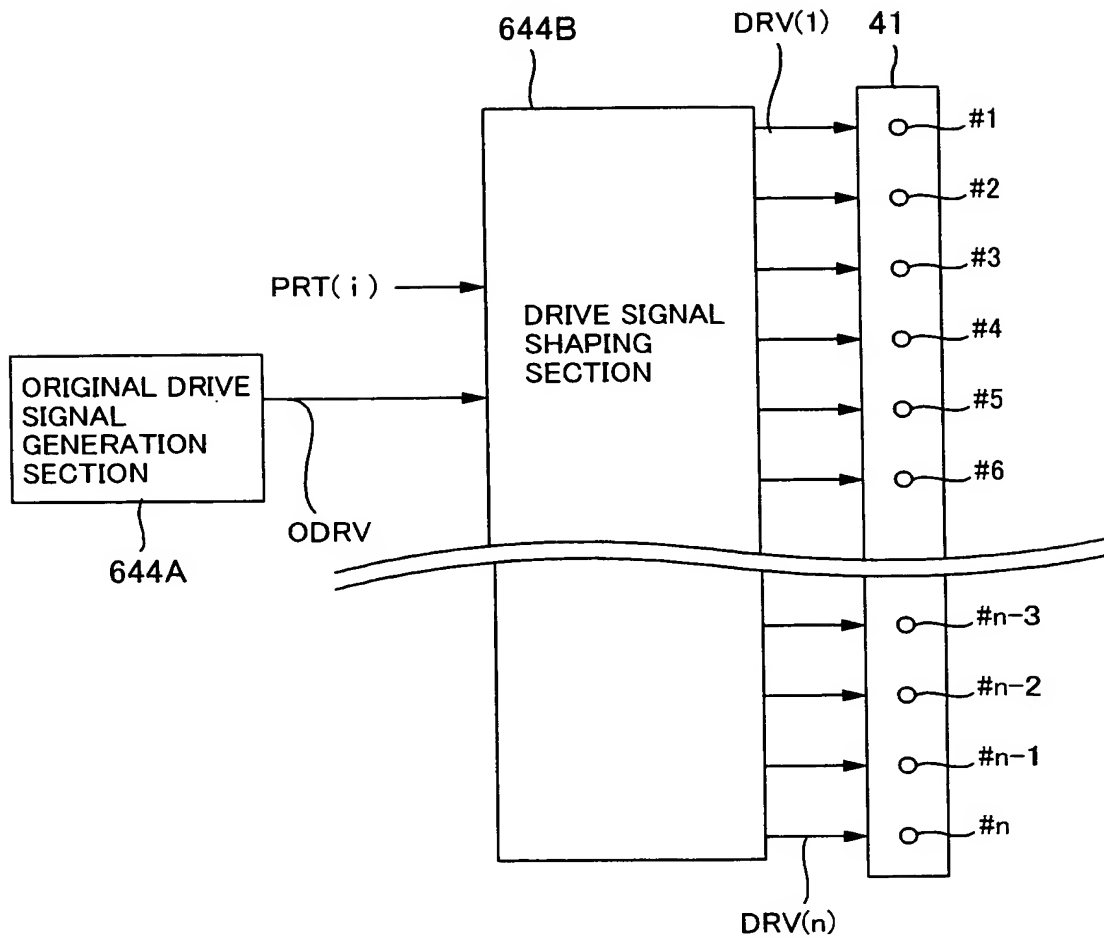 644B
DRV(1)
41
#1
#2
#3
#4
#5
#6
PRT(i)
DRIVE SIGNAL
SHAPING
SECTION
ORIGINAL DRIVE
SIGNAL
GENERATION
SECTION
ODRV
644A
#n-3
#n-2
#n-1
#n
DRV(n)